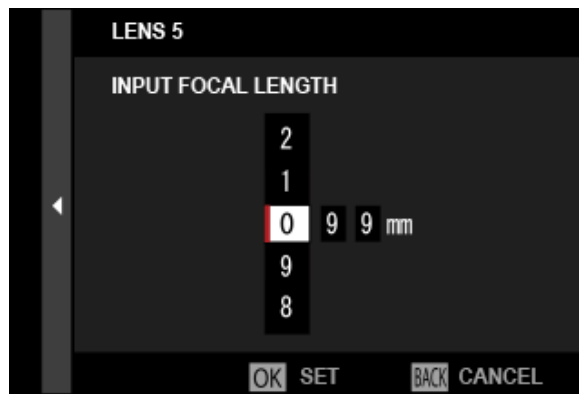 LENS 5
INPUT FOCAL LENGTH
2
1
0 9 9 mm
9
8
OK SET BACK CANCEL